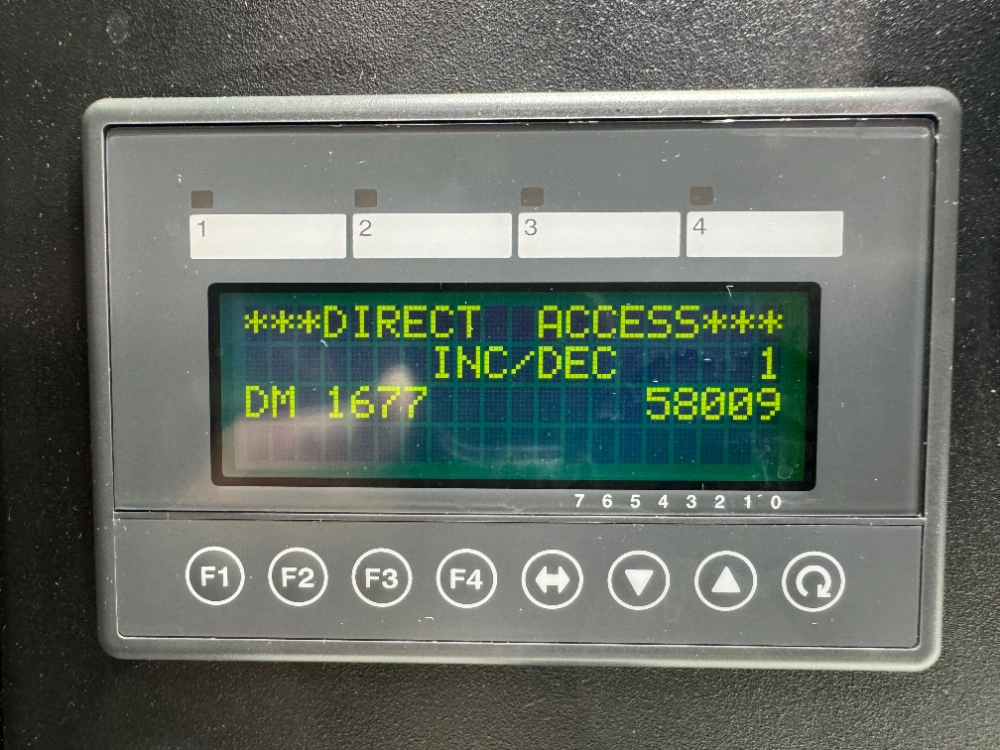 1 2 3 4
***DIRECT ACCESS***
INC/DEC 1
DM 1677 58009
7 6 5 4 3 2 1 0
F1 F2 F3 F4